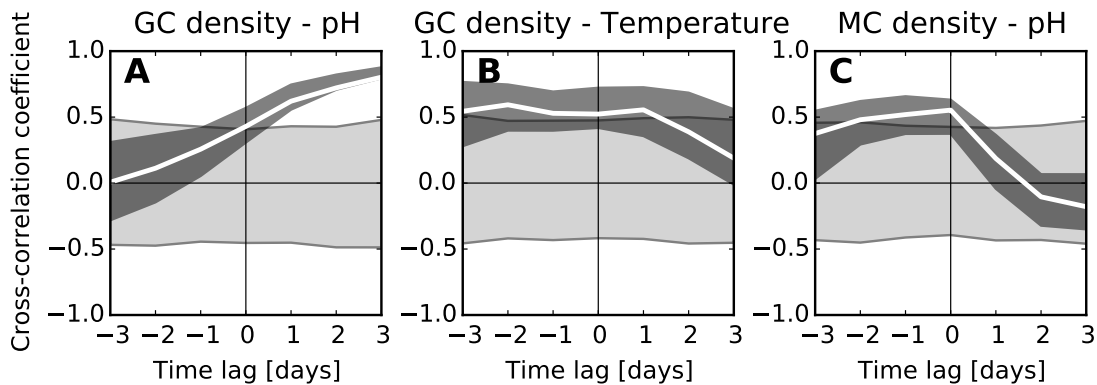 GC density - pH
GC density - Temperature
MC density - pH
Cross-correlation coefficient
1.0
0.5
0.0
−0.5
−1.0
A
−3 −2 −1 0 1 2 3
Time lag [days]
1.0
0.5
0.0
−0.5
−1.0
B
−3 −2 −1 0 1 2 3
Time lag [days]
1.0
0.5
0.0
−0.5
−1.0
C
−3 −2 −1 0 1 2 3
Time lag [days]